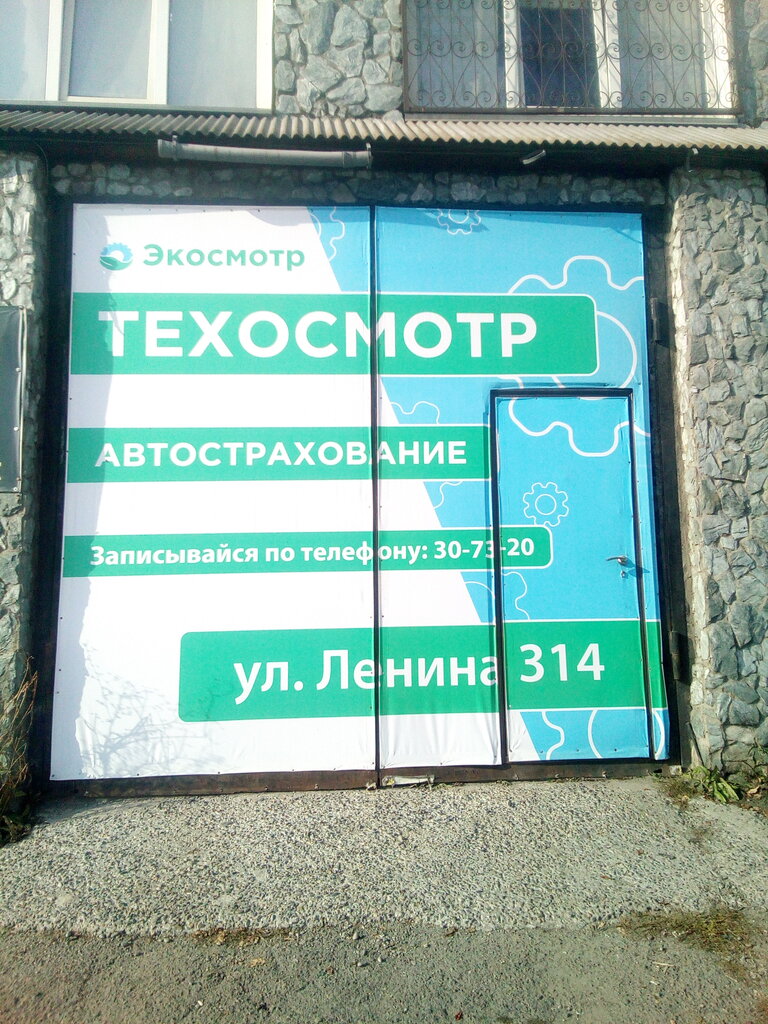 Экосмотр
ТЕХОСМОТР
АВТОСТРАХОВАНИЕ
Записывайся по телефону: 30-73-20
ул. Ленина 314